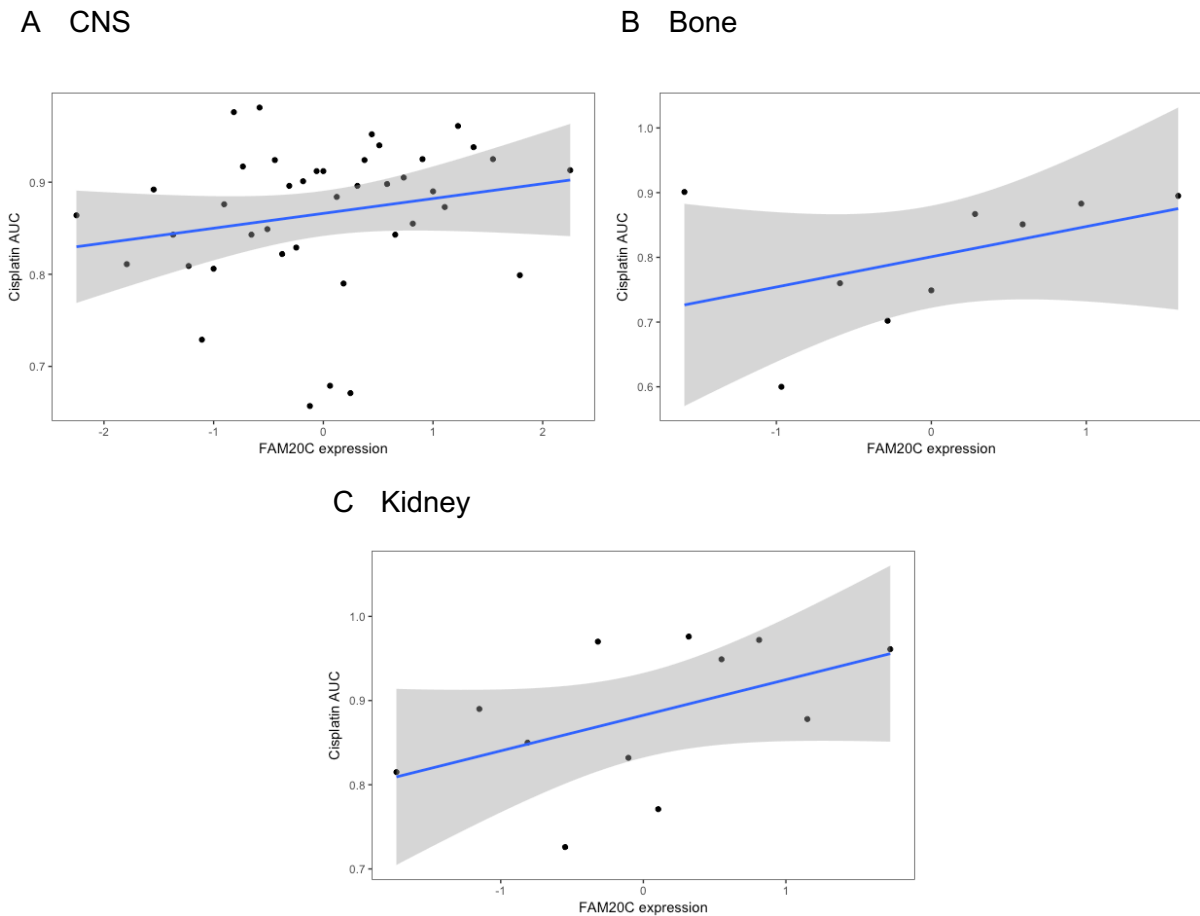 A CNS
B Bone
Cisplatin AUC
0.9
0.8
0.7
-2 -1 0 1 2
FAM20C expression
Cisplatin AUC
1.0
0.9
0.8
0.7
0.6
-1 0 1
FAM20C expression
C Kidney
Cisplatin AUC
1.0
0.9
0.8
0.7
-1 0 1
FAM20C expression